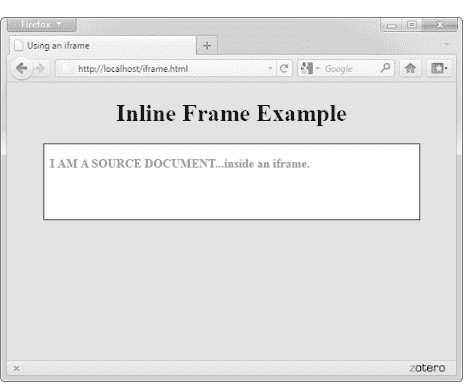 Firefox
Using an iframe
http://localhost/iframe.html
Google
Inline Frame Example
I AM A SOURCE DOCUMENT...inside an iframe.
zotero